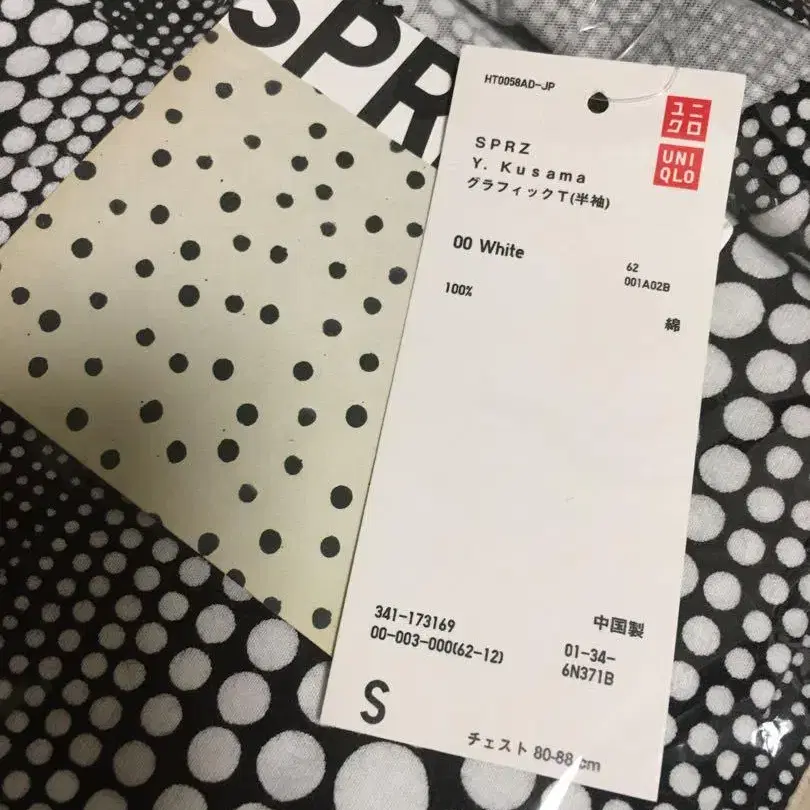 SPR
HT0058AD-JP
ユニ
クロ
UNI
QLO
SPRZ
Y. Kusama
グラフィックT(半袖)
00 White
62
001A02B
100%
綿
341-173169
00-003-000(62-12)
中国製
01-34-
6N371B
S
チェスト 80-88 cm